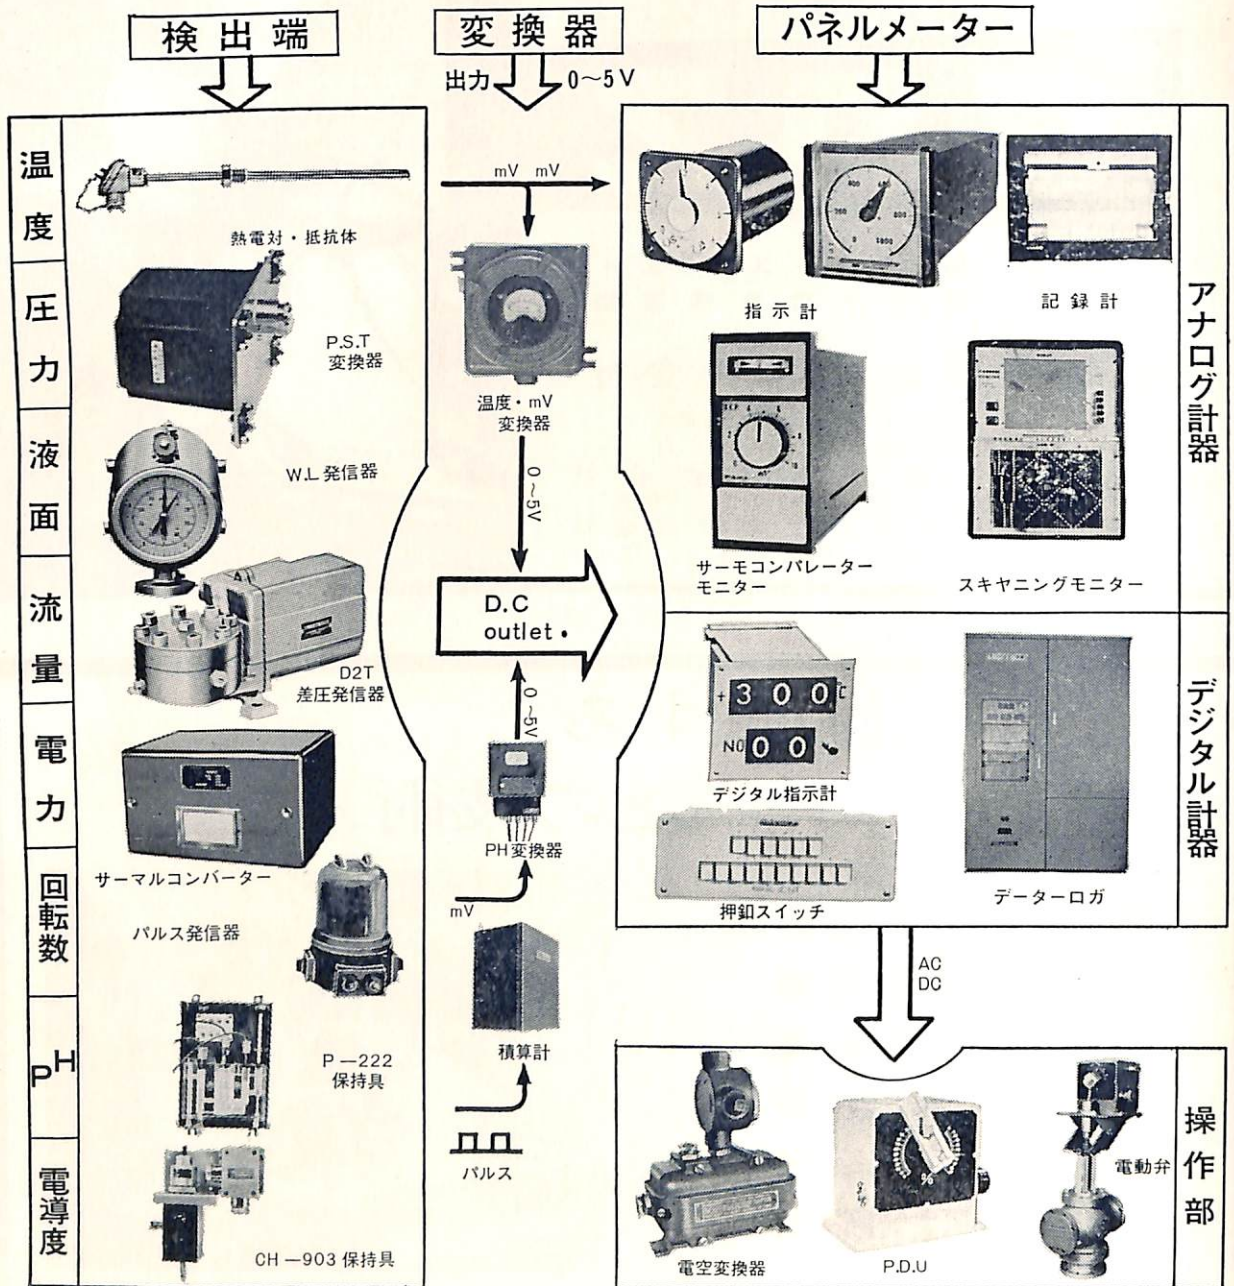 検出端
変換器
パネルメーター
出力 0～5V
温度
圧力
液面
流量
電力
回転数
PH
電導度
熱電対・抵抗体
P.S.T
変換器
W.L発信器
D2T
差圧発信器
サーマルコンバーター
パルス発信器
P－222
保持具
CH－903保持具
mV mV
温度・mV
変換器
0～5V
D.C
outlet.
0～5V
PH変換器
mV
積算計
パルス
指示計
記録計
サーモコンパレーター
モニター
スキヤニングモニター
アナログ計器
+300℃
NO 00
デジタル指示計
押釦スイッチ
データーロガ
デジタル計器
AC
DC
%
電空変換器
P.D.U
電動弁
操作部